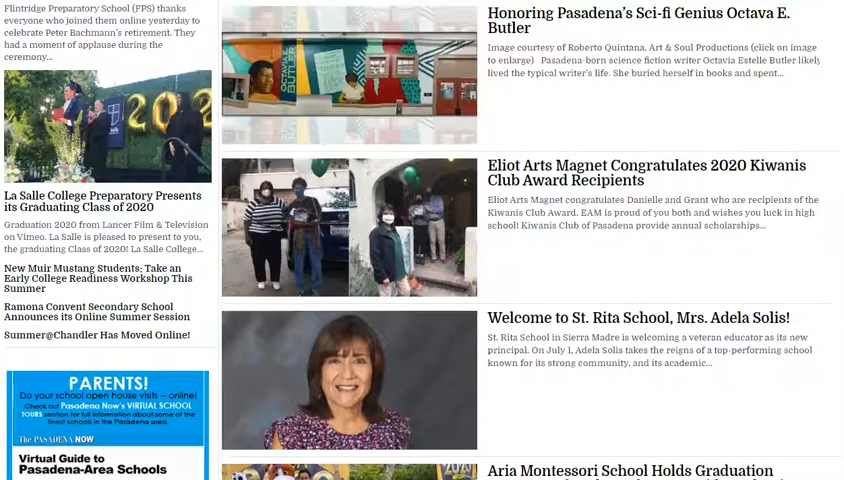 Flintridge Preparatory School (FPS) thanks
everyone who joined them online yesterday to
celebrate Peter Bachmann's retirement. They
had a moment of applause during the
ceremony...
La Salle College Preparatory Presents
its Graduating Class of 2020
Graduation 2020 from Lancer Film & Television
on Vimeo. La Salle is pleased to present to you,
the graduating Class of 2020! La Salle College...
New Muir Mustang Students: Take an
Early College Readiness Workshop This
Summer
Ramona Convent Secondary School
Announces its Online Summer Session
Summer@Chandler Has Moved Online!
PARENTS!
Do your school open house visits -- online!
Check out Pasadena Now's VIRTUAL SCHOOL
TOURS section for full information about some of the
finest schools in the Pasadena area.
The PASADENA NOW
Virtual Guide to
Pasadena-Area Schools
OCTAVIA
BUTLER
Honoring Pasadena's Sci-fi Genius Octava E.
Butler
Image courtesy of Roberto Quintana, Art & Soul Productions (click on image
to enlarge) Pasadena-born science fiction writer Octavia Estelle Butler likely
lived the typical writer's life. She buried herself in books and spent...
Eliot Arts Magnet Congratulates 2020 Kiwanis
Club Award Recipients
Eliot Arts Magnet congratulates Danielle and Grant who are recipients of the
Kiwanis Club Award. EAM is proud of you both and wishes you luck in high
school! Kiwanis Club of Pasadena provide annual scholarships...
Welcome to St. Rita School, Mrs. Adela Solis!
St. Rita School in Sierra Madre is welcoming a veteran educator as its new
principal. On July 1, Adela Solis takes the reigns of a top-performing school
known for its strong community, and its academic...
Aria Montessori School Holds Graduation